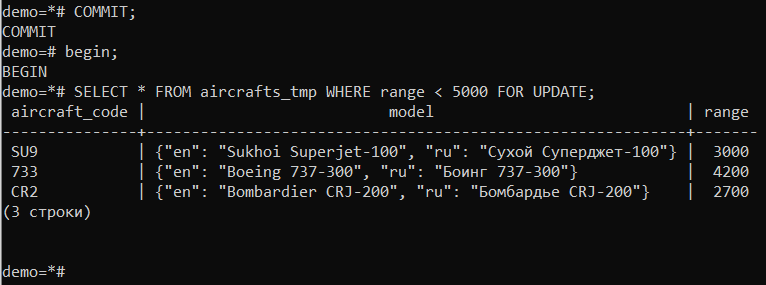 demo=*# COMMIT;
COMMIT
demo=# begin;
BEGIN
demo=*# SELECT * FROM aircrafts_tmp WHERE range < 5000 FOR UPDATE;
 aircraft_code |                             model                             | range
---------------+---------------------------------------------------------------+-------
 SU9           | {"en": "Sukhoi Superjet-100", "ru": "Сухой Суперджет-100"} |  3000
 733           | {"en": "Boeing 737-300", "ru": "Боинг 737-300"}            |  4200
 CR2           | {"en": "Bombardier CRJ-200", "ru": "Бомбардье CRJ-200"}    |  2700
(3 строки)
demo=*#